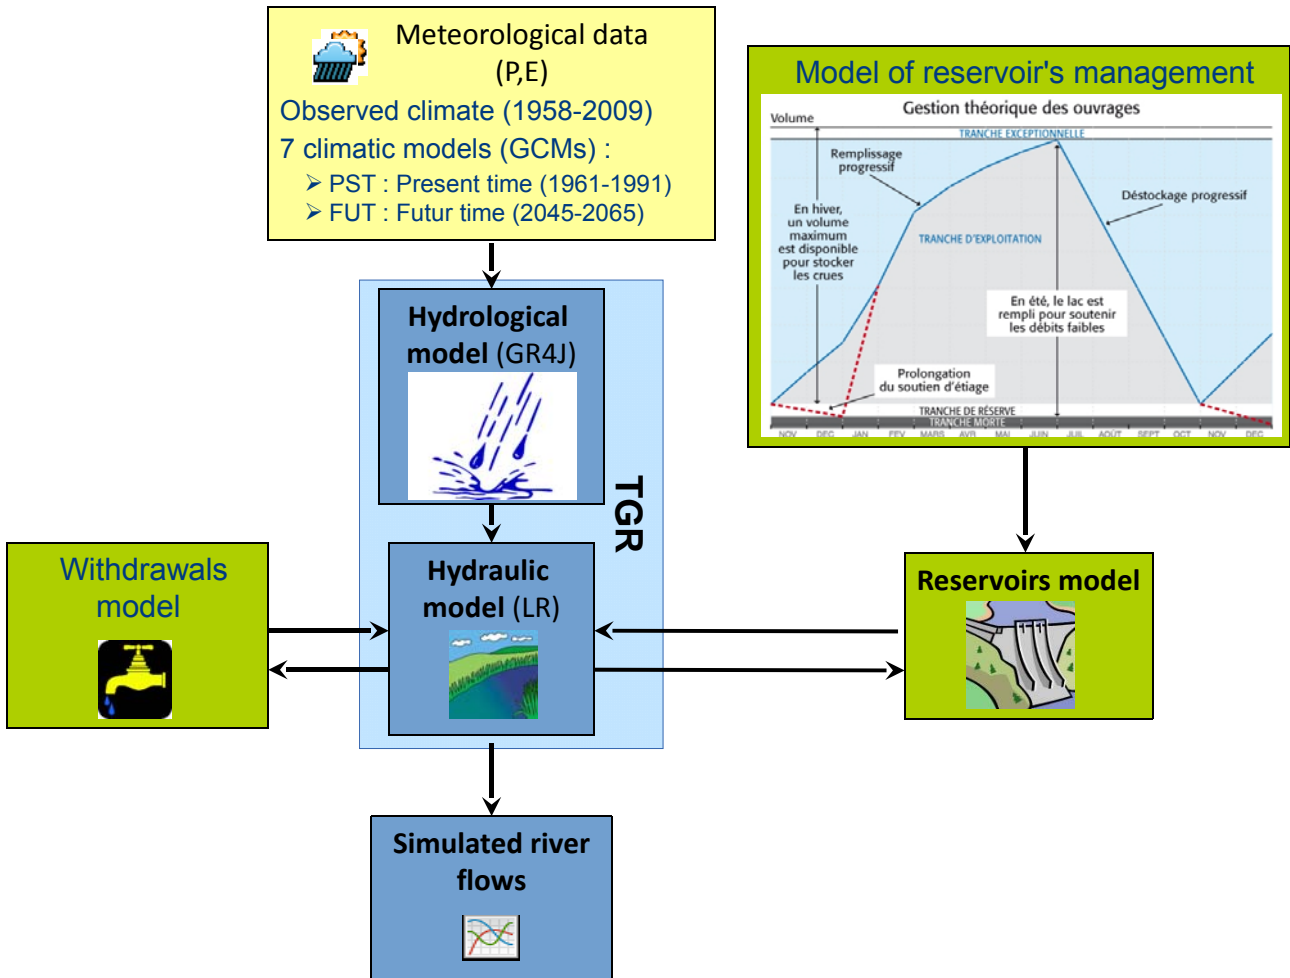 Meteorological data
(P,E)
Observed climate (1958-2009)
7 climatic models (GCMs) :
➢ PST : Present time (1961-1991)
➢ FUT : Futur time (2045-2065)
Model of reservoir's management
Gestion théorique des ouvrages
Volume
TRANCHE EXCEPTIONNELLE
Remplissage
progressif
Déstockage progressif
En hiver,
un volume
maximum
est disponible
pour stocker
les crues
TRANCHE D'EXPLOITATION
En été, le lac est
rempli pour soutenir
les débits faibles
Prolongation
du soutien d'étiage
TRANCHE DE RÉSERVE
TRANCHE MORTE
NOV DEC JAN FEV MARS AVR MAI JUIN JUIL AOÛT SEPT OCT NOV DEC
Hydrological
model (GR4J)
TGR
Withdrawals
model
Hydraulic
model (LR)
Reservoirs model
Simulated river
flows